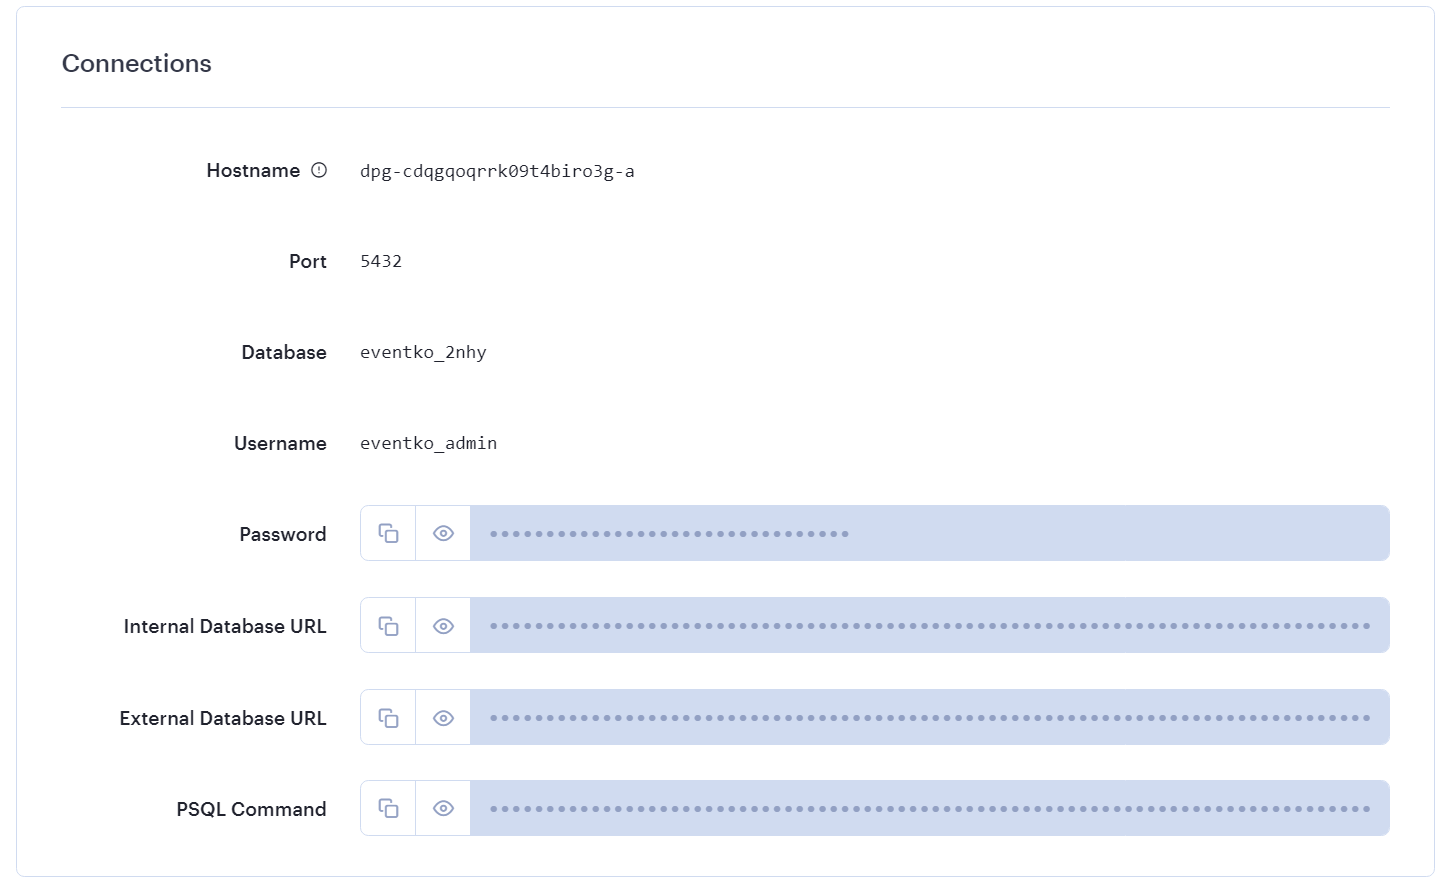 Connections
Hostname dpg-cdqgqoqrrk09t4biro3g-a
Port 5432
Database eventko_2nhy
Username eventko_admin
Password ••••••••••••••••••••••••••••••••
Internal Database URL ••••••••••••••••••••••••••••••••••••••••••••••••••••••••••••••••••••••••••••••
External Database URL ••••••••••••••••••••••••••••••••••••••••••••••••••••••••••••••••••••••••••••••
PSQL Command ••••••••••••••••••••••••••••••••••••••••••••••••••••••••••••••••••••••••••••••